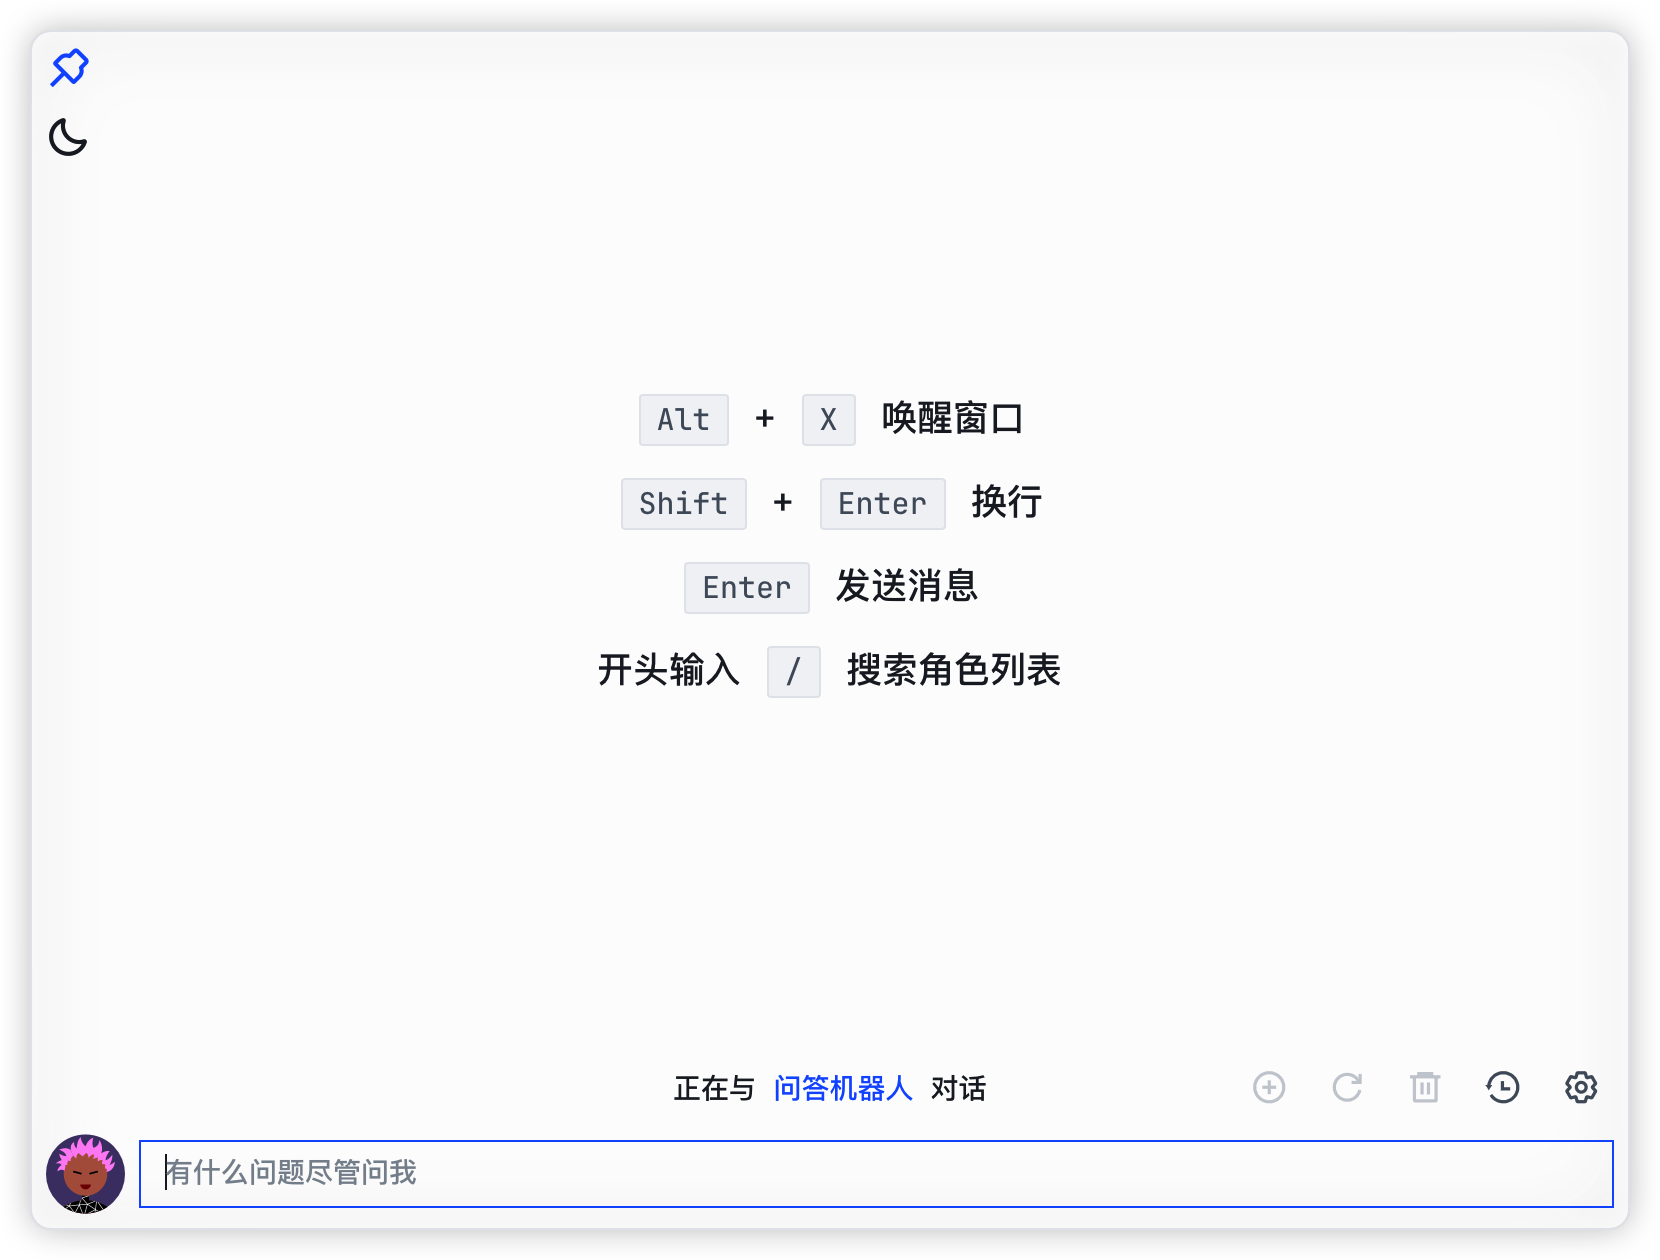 Alt + X 唤醒窗口
Shift + Enter 换行
Enter 发送消息
开头输入 / 搜索角色列表
正在与 问答机器人 对话
有什么问题尽管问我